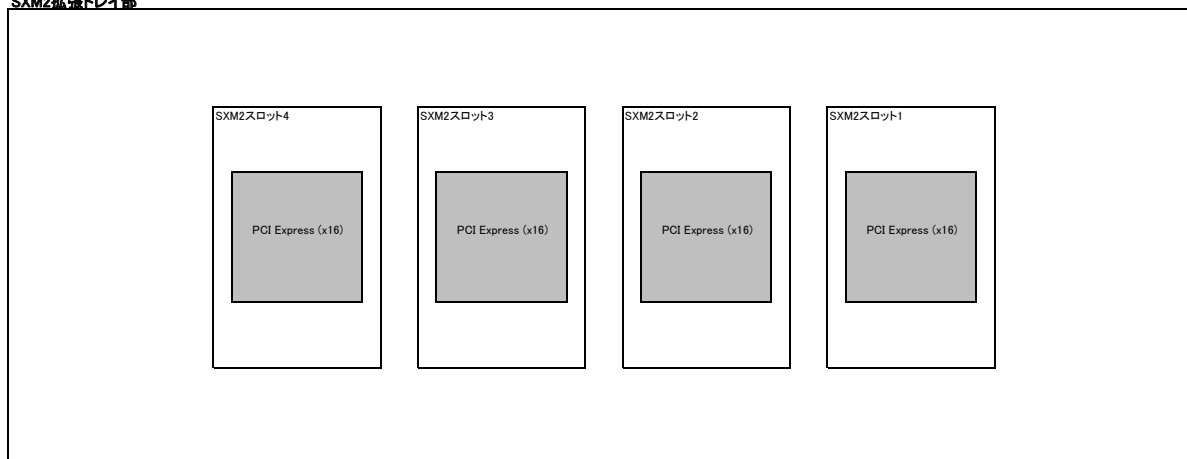 SXM2拡張トレイ部
SXM2スロット4
SXM2スロット3
SXM2スロット2
SXM2スロット1
PCI Express (x16)
PCI Express (x16)
PCI Express (x16)
PCI Express (x16)